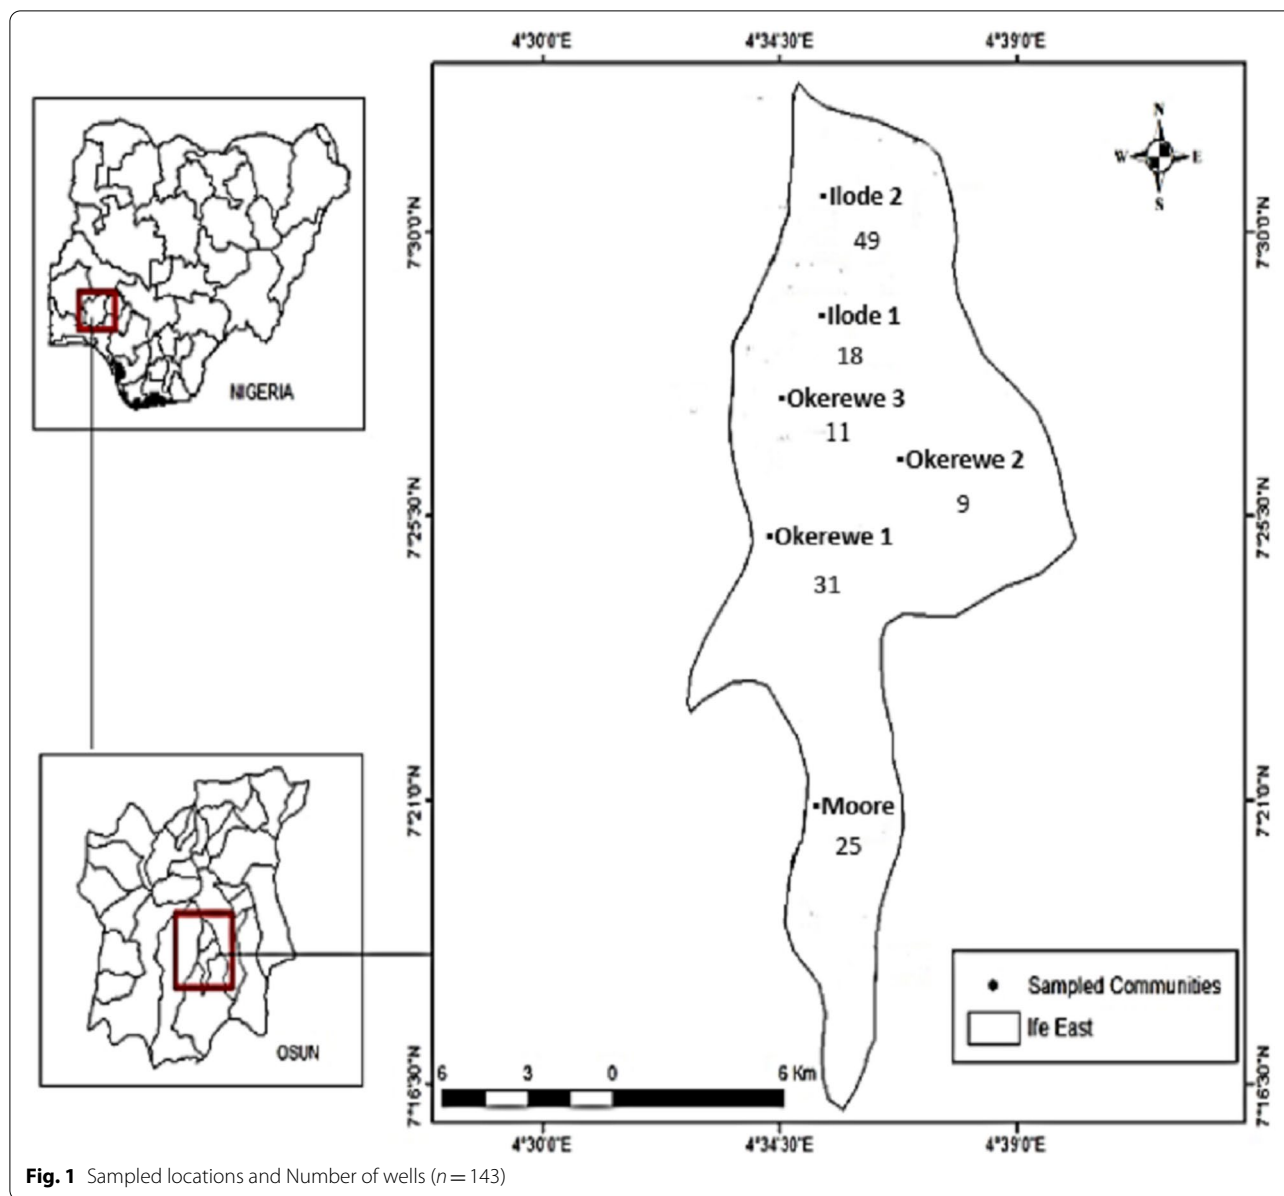 4°30'0"E 4°34'30"E 4°39'0"E
N
W E
S
7°30'0"N 7°30'0"N
7°25'30"N 7°25'30"N
7°21'0"N 7°21'0"N
7°16'30"N 7°16'30"N
NIGERIA
OSUN
Ilode 2
49
Ilode 1
18
Okerewe 3
11
Okerewe 2
9
Okerewe 1
31
Moore
25
Sampled Communities
Ife East
6 3 0 6 Km
4°30'0"E 4°34'30"E 4°39'0"E
Fig. 1 Sampled locations and Number of wells (n = 143)